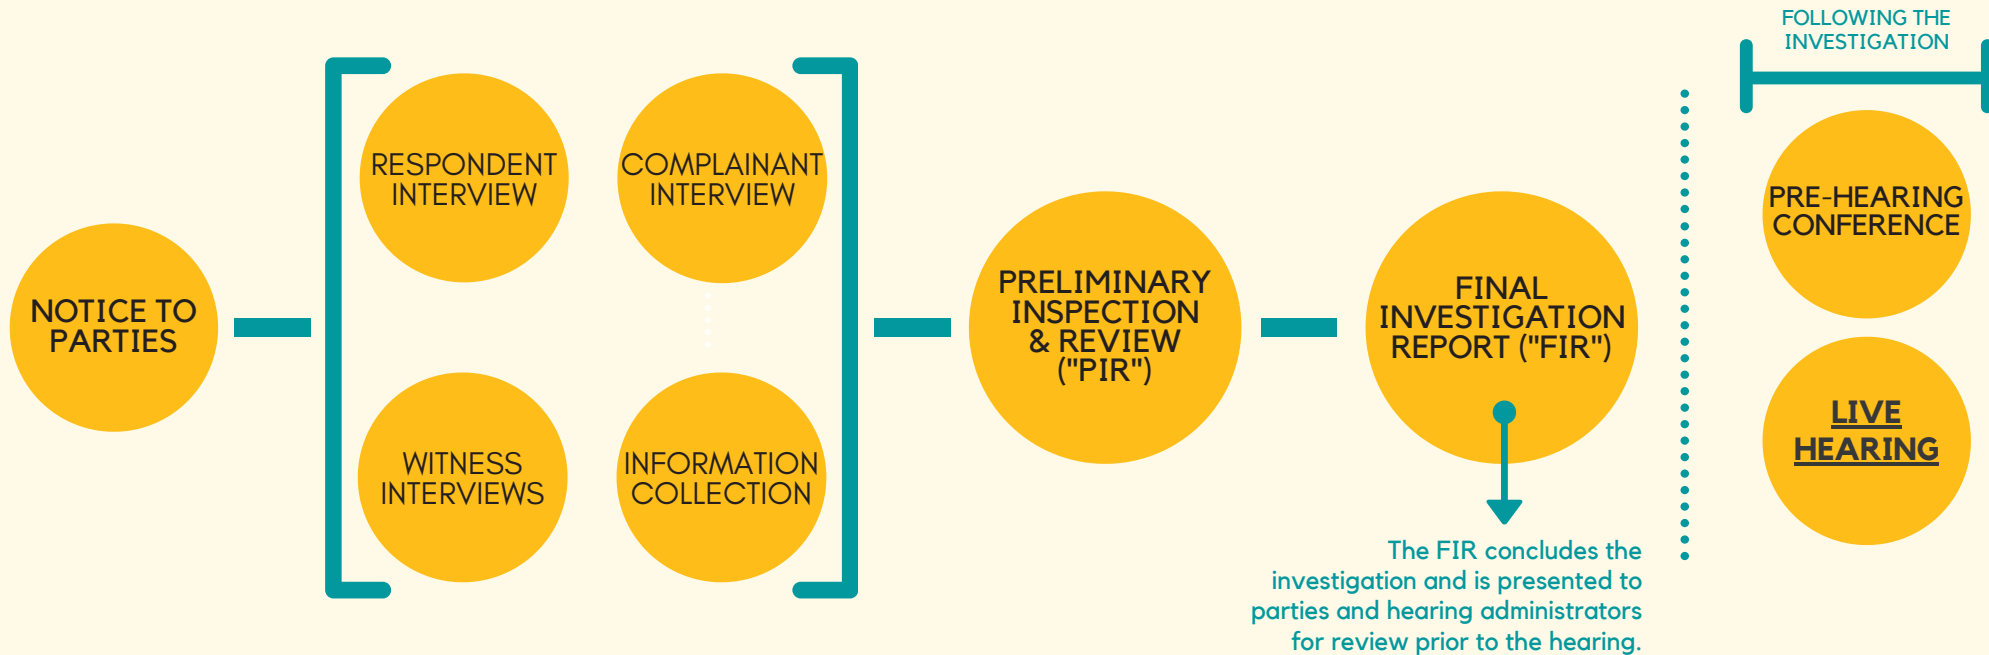 NOTICE TO
PARTIES
RESPONDENT
INTERVIEW
COMPLAINANT
INTERVIEW
WITNESS
INTERVIEWS
INFORMATION
COLLECTION
PRELIMINARY
INSPECTION
& REVIEW
("PIR")
FINAL
INVESTIGATION
REPORT ("FIR")
The FIR concludes the
investigation and is presented to
parties and hearing administrators
for review prior to the hearing.
FOLLOWING THE
INVESTIGATION
PRE-HEARING
CONFERENCE
LIVE
HEARING